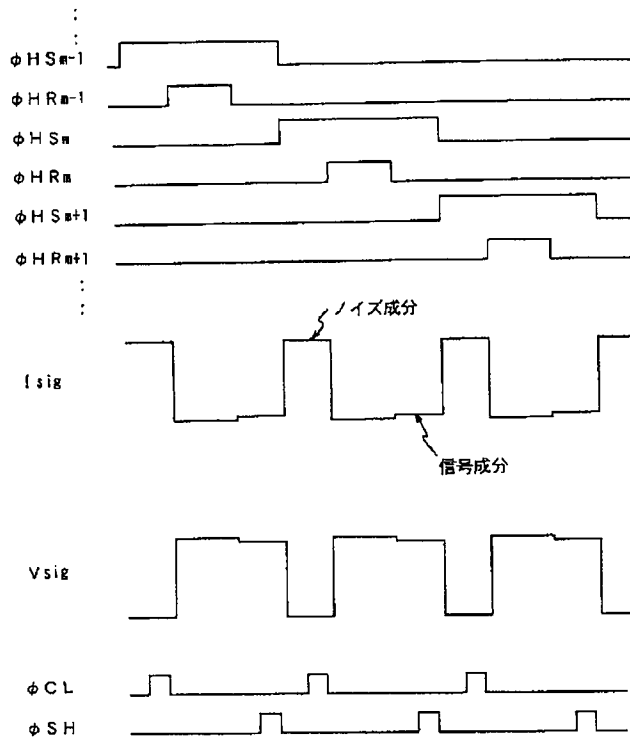 φHSm-1
φHRm-1
φHSm
φHRm
φHSm+1
φHRm+1
ノイズ成分
Isig
信号成分
Vsig
φCL
φSH